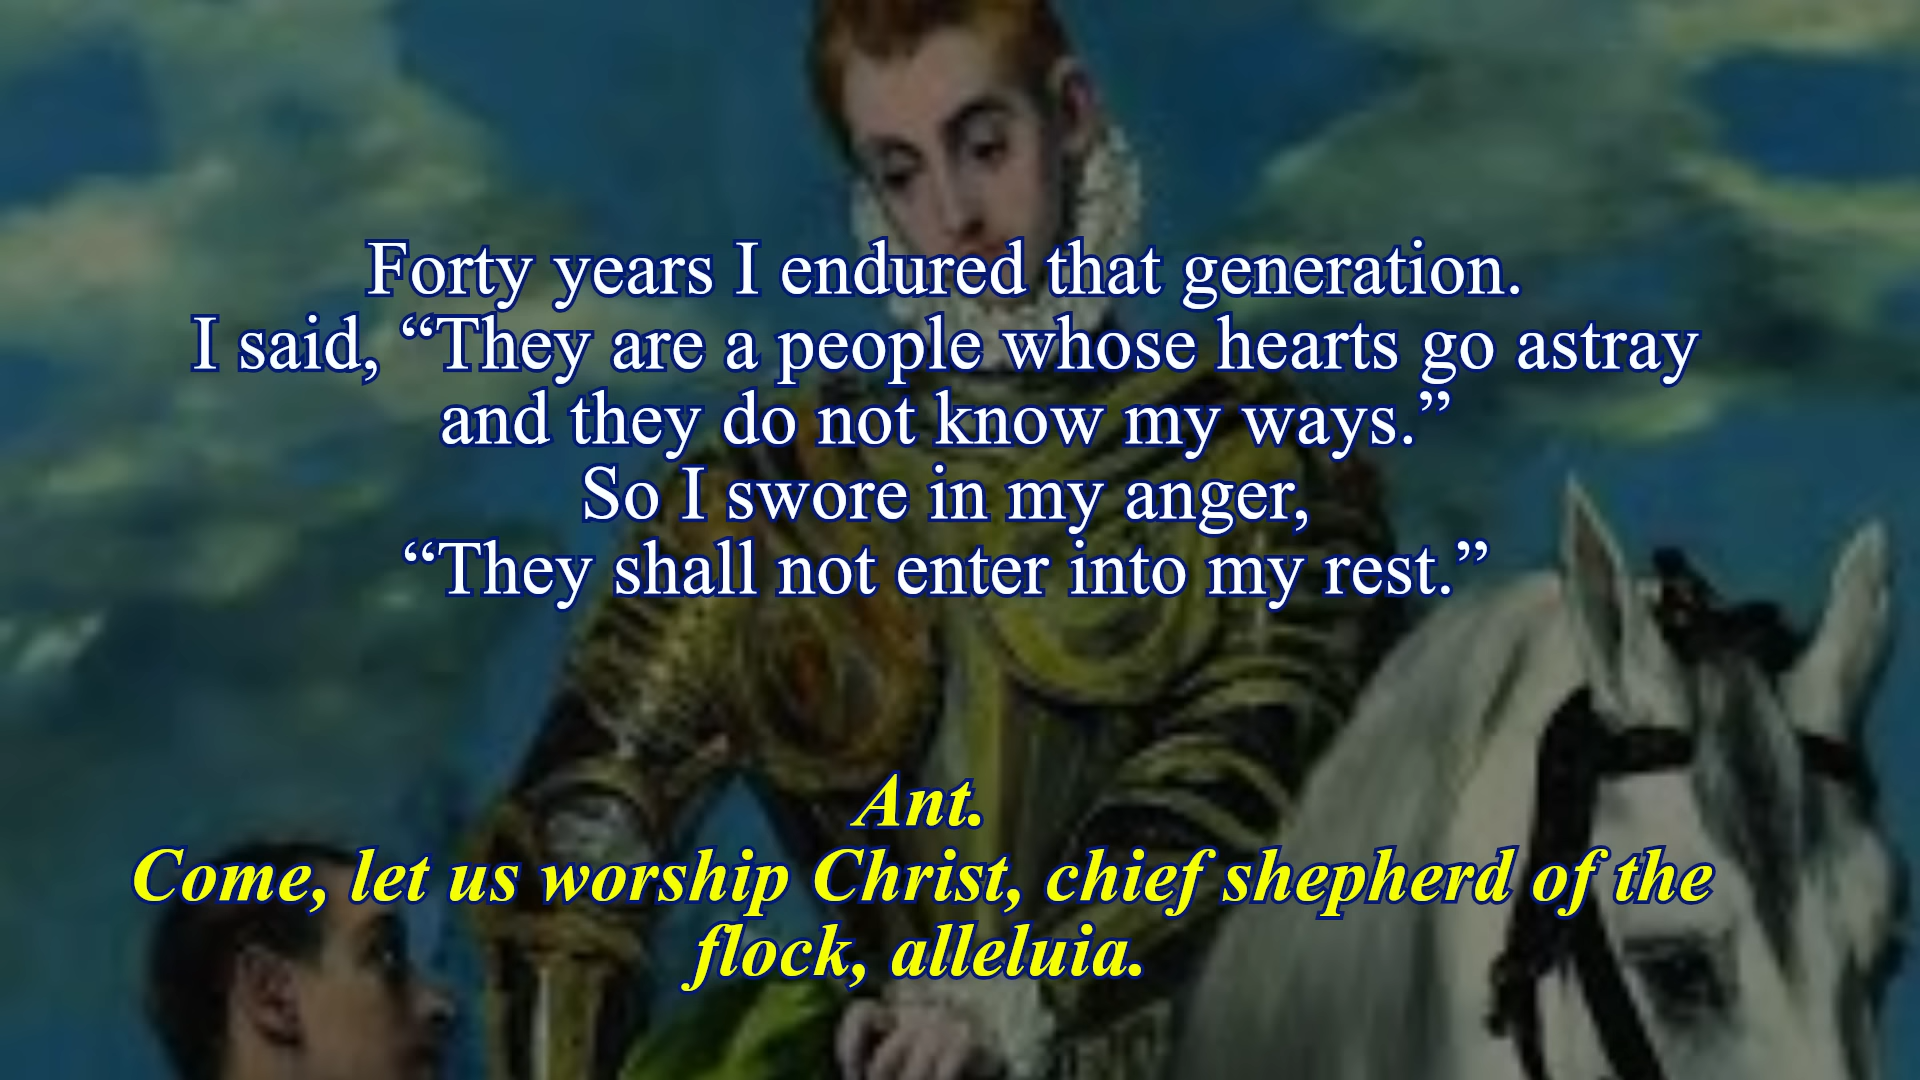 Forty years I endured that generation.
I said, “They are a people whose hearts go astray
and they do not know my ways.”
So I swore in my anger,
“They shall not enter into my rest.”
Ant.
Come, let us worship Christ, chief shepherd of the
flock, alleluia.